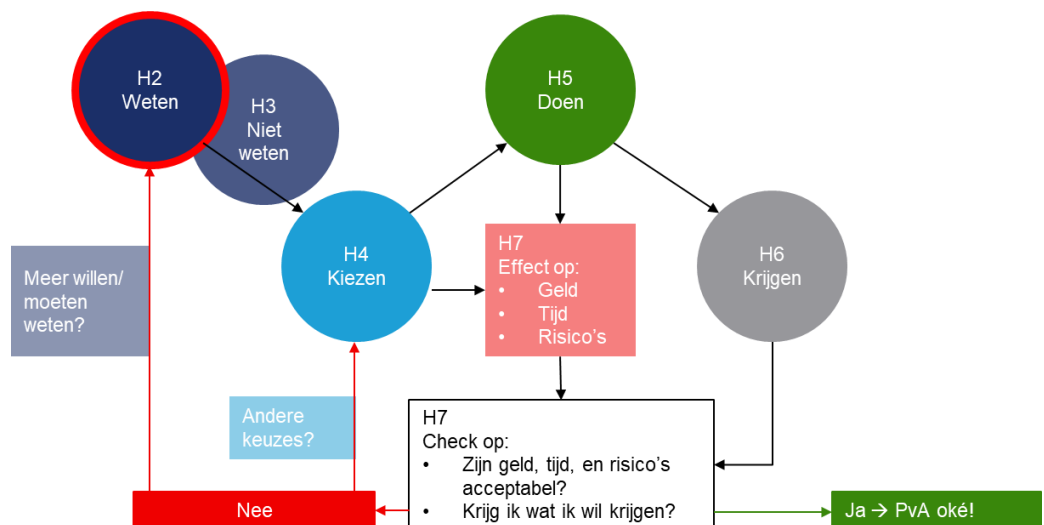 H2
Weten
H3
Niet
weten
H5
Doen
H4
Kiezen
H7
Effect op:
• Geld
• Tijd
• Risico's
H6
Krijgen
Meer willen/
moeten
weten?
Andere
keuzes?
H7
Check op:
• Zijn geld, tijd, en risico's
acceptabel?
• Krijg ik wat ik wil krijgen?
Nee
Ja → PvA oké!